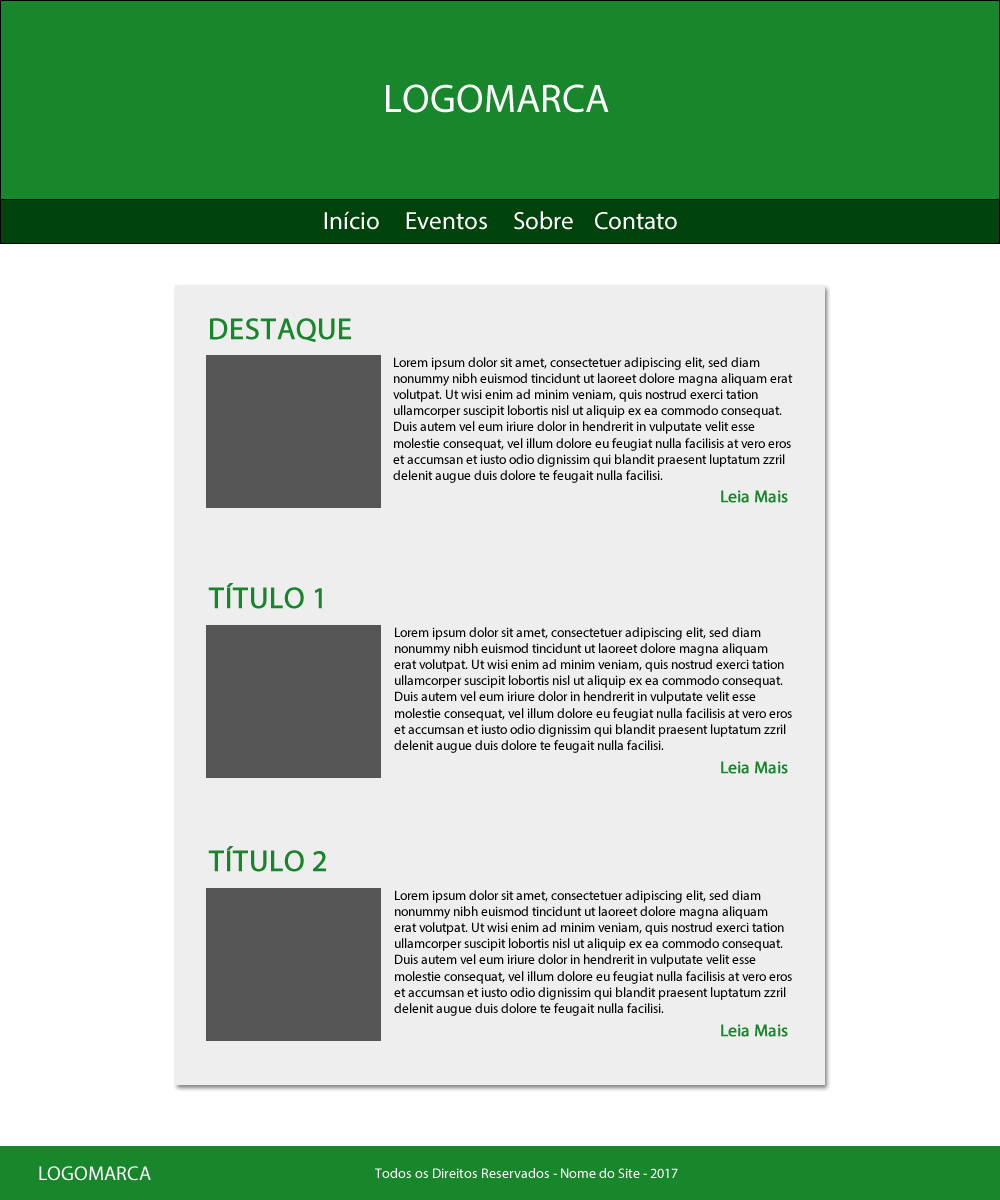 LOGOMARCA
Início Eventos Sobre Contato
DESTAQUE
Lorem ipsum dolor sit amet, consectetuer adipiscing elit, sed diam
nonummy nibh euismod tincidunt ut laoreet dolore magna aliquam erat
volutpat. Ut wisi enim ad minim veniam, quis nostrud exerci tation
ullamcorper suscipit lobortis nisl ut aliquip ex ea commodo consequat.
Duis autem vel eum iriure dolor in hendrerit in vulputate velit esse
molestie consequat, vel illum dolore eu feugiat nulla facilisis at vero eros
et accumsan et iusto odio dignissim qui blandit praesent luptatum zzril
delenit augue duis dolore te feugait nulla facilisi.
Leia Mais
TÍTULO 1
Lorem ipsum dolor sit amet, consectetuer adipiscing elit, sed diam
nonummy nibh euismod tincidunt ut laoreet dolore magna aliquam
erat volutpat. Ut wisi enim ad minim veniam, quis nostrud exerci tation
ullamcorper suscipit lobortis nisl ut aliquip ex ea commodo consequat.
Duis autem vel eum iriure dolor in hendrerit in vulputate velit esse
molestie consequat, vel illum dolore eu feugiat nulla facilisis at vero eros
et accumsan et iusto odio dignissim qui blandit praesent luptatum zzril
delenit augue duis dolore te feugait nulla facilisi.
Leia Mais
TÍTULO 2
Lorem ipsum dolor sit amet, consectetuer adipiscing elit, sed diam
nonummy nibh euismod tincidunt ut laoreet dolore magna aliquam
erat volutpat. Ut wisi enim ad minim veniam, quis nostrud exerci tation
ullamcorper suscipit lobortis nisl ut aliquip ex ea commodo consequat.
Duis autem vel eum iriure dolor in hendrerit in vulputate velit esse
molestie consequat, vel illum dolore eu feugiat nulla facilisis at vero eros
et accumsan et iusto odio dignissim qui blandit praesent luptatum zzril
delenit augue duis dolore te feugait nulla facilisi.
Leia Mais
LOGOMARCA
Todos os Direitos Reservados - Nome do Site - 2017